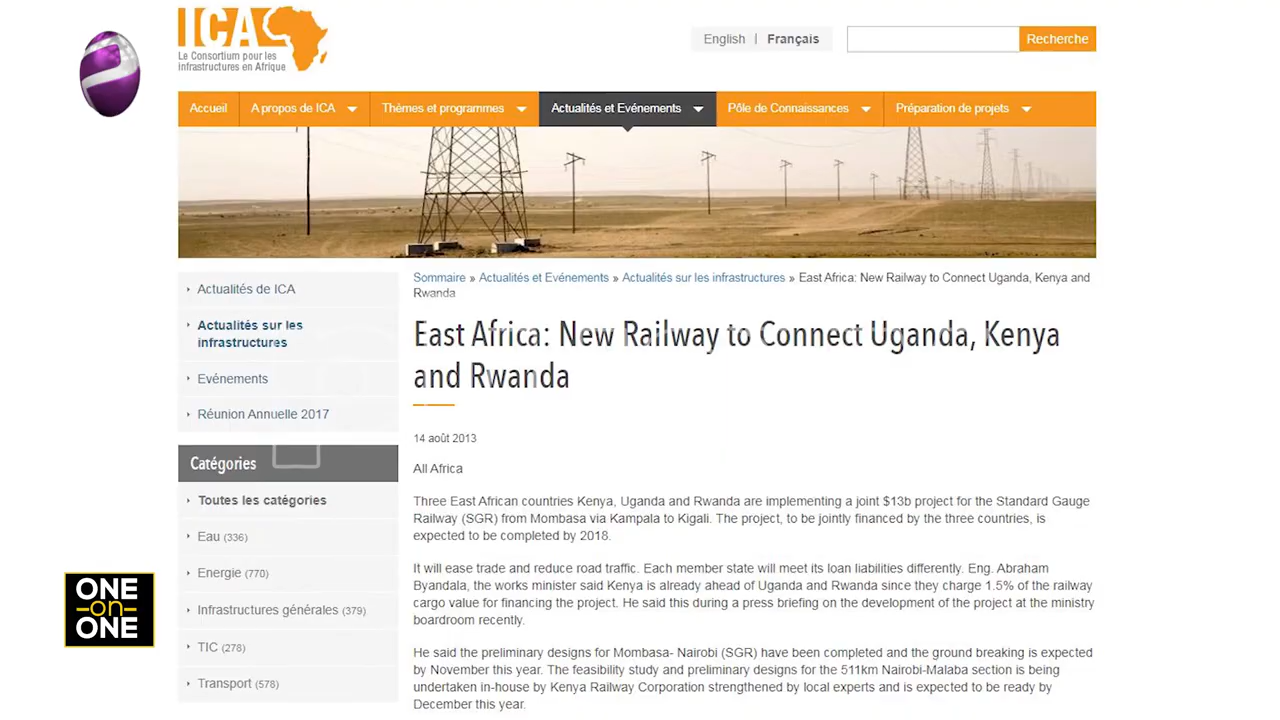 ICA
Le Consortium pour les
infrastructures en Afrique
English | Français
Recherche
Accueil
A propos de ICA
Thèmes et programmes
Actualités et Evénements
Pôle de Connaissances
Préparation de projets
Sommaire » Actualités et Evénements » Actualités sur les infrastructures » East Africa: New Railway to Connect Uganda, Kenya and
Rwanda
Actualités de ICA
Actualités sur les
infrastructures
Evénements
Réunion Annuelle 2017
Catégories
Toutes les catégories
Eau (336)
Energie (770)
Infrastructures générales (379)
TIC (278)
Transport (578)
East Africa: New Railway to Connect Uganda, Kenya
and Rwanda
14 août 2013
All Africa
Three East African countries Kenya, Uganda and Rwanda are implementing a joint $13b project for the Standard Gauge
Railway (SGR) from Mombasa via Kampala to Kigali. The project, to be jointly financed by the three countries, is
expected to be completed by 2018.
It will ease trade and reduce road traffic. Each member state will meet its loan liabilities differently. Eng. Abraham
Byandala, the works minister said Kenya is already ahead of Uganda and Rwanda since they charge 1.5% of the railway
cargo value for financing the project. He said this during a press briefing on the development of the project at the ministry
boardroom recently.
He said the preliminary designs for Mombasa- Nairobi (SGR) have been completed and the ground breaking is expected
by November this year. The feasibility study and preliminary designs for the 511km Nairobi-Malaba section is being
undertaken in-house by Kenya Railway Corporation strengthened by local experts and is expected to be ready by
December this year.
ONE
on
ONE